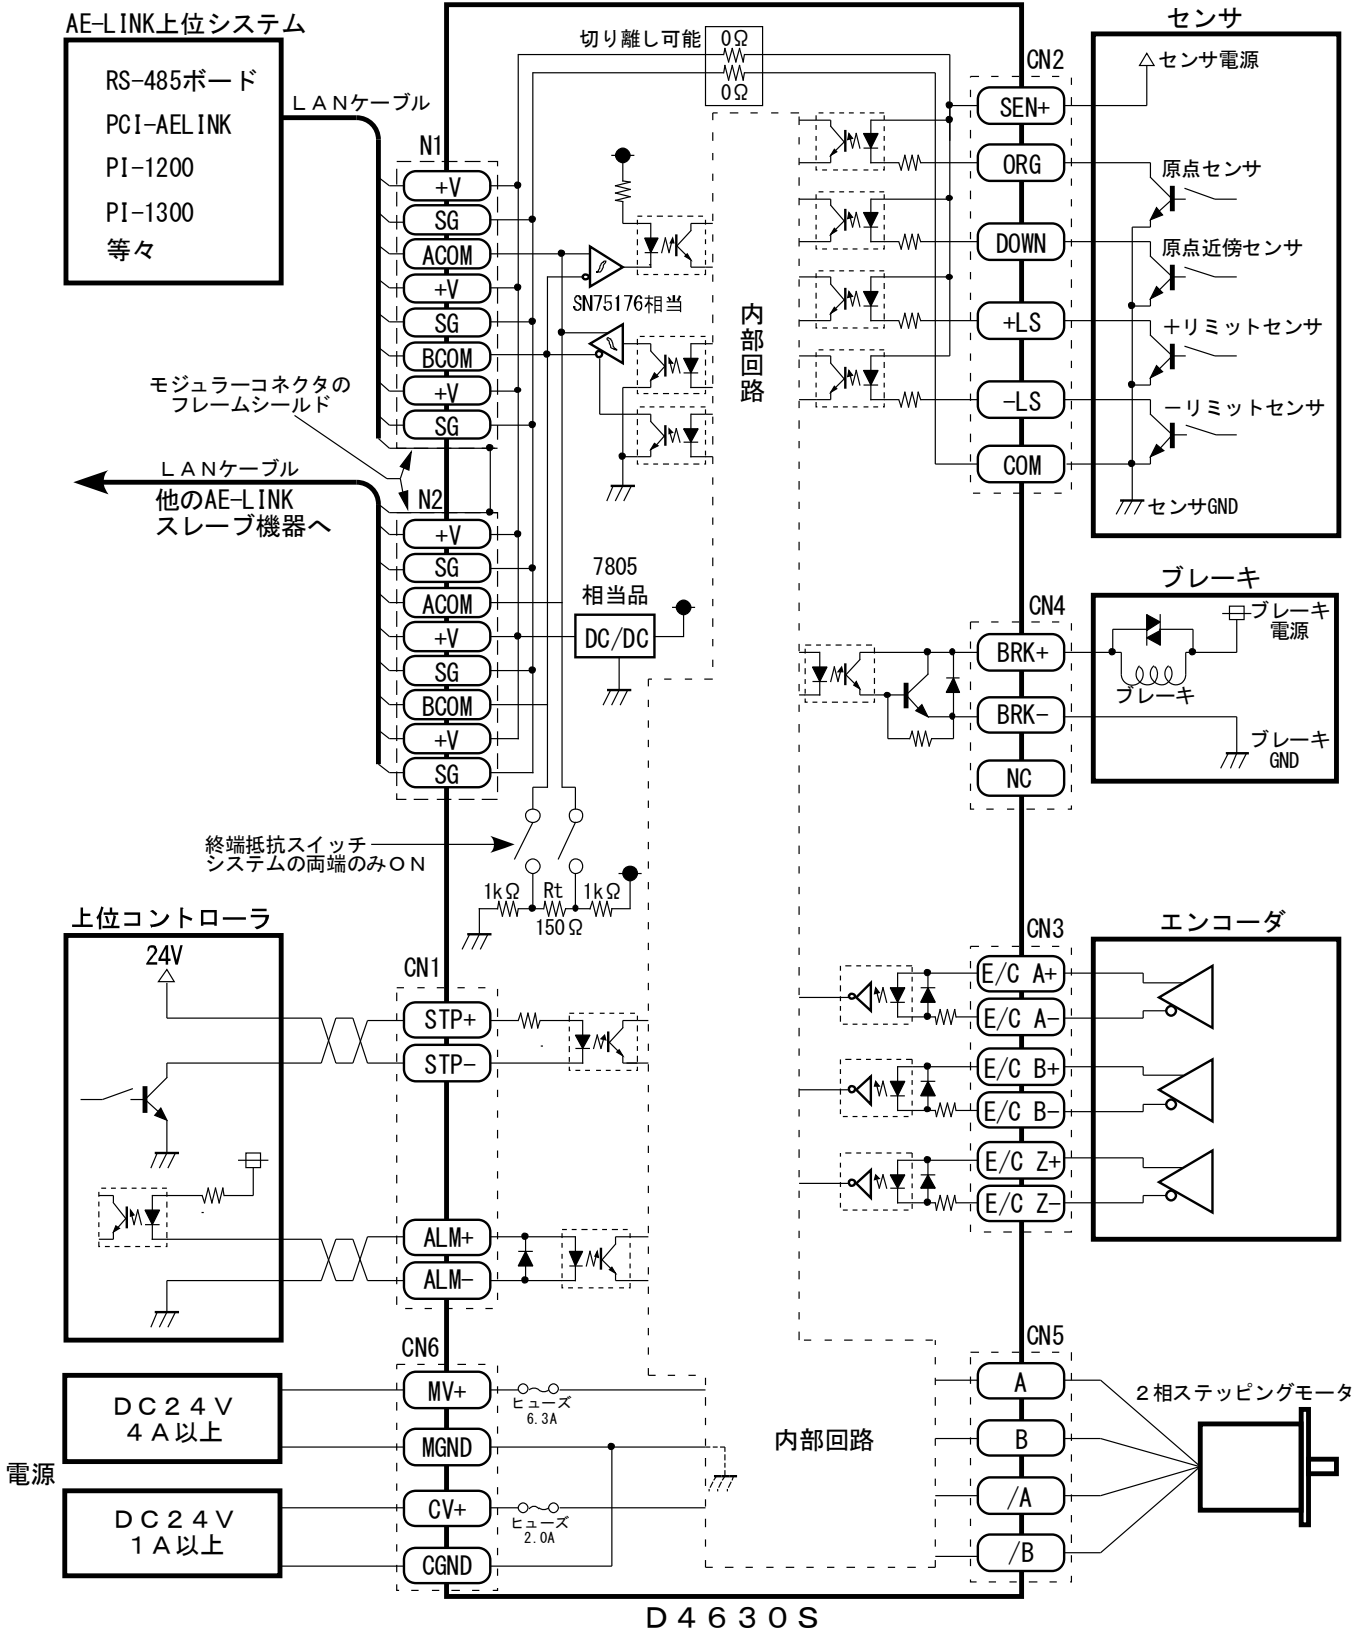 AE-LINK上位システム
RS-485ボード
PCI-AELINK
PI-1200
PI-1300
等々
LANケーブル
N1
+V
SG
ACOM
+V
SG
BCOM
+V
SG
モジュラーコネクタの
フレームシールド
LANケーブル
他のAE-LINK
スレーブ機器へ
N2
+V
SG
ACOM
+V
SG
BCOM
+V
SG
切り離し可能
0Ω
0Ω
SN75176相当
内部回路
7805
相当品
DC/DC
終端抵抗スイッチ
システムの両端のみON
1kΩ
Rt
1kΩ
150Ω
上位コントローラ
24V
CN1
STP+
STP-
ALM+
ALM-
CN6
MV+
MGND
CV+
CGND
ヒューズ
6.3A
ヒューズ
2.0A
電源
DC24V
4A以上
DC24V
1A以上
内部回路
CN2
SEN+
ORG
DOWN
+LS
-LS
COM
センサ
センサ電源
原点センサ
原点近傍センサ
+リミットセンサ
-リミットセンサ
センサGND
CN4
BRK+
BRK-
NC
ブレーキ
ブレーキ
電源
ブレーキ
ブレーキ
GND
CN3
E/C A+
E/C A-
E/C B+
E/C B-
E/C Z+
E/C Z-
エンコーダ
CN5
A
B
/A
/B
2相ステッピングモータ
D4630S